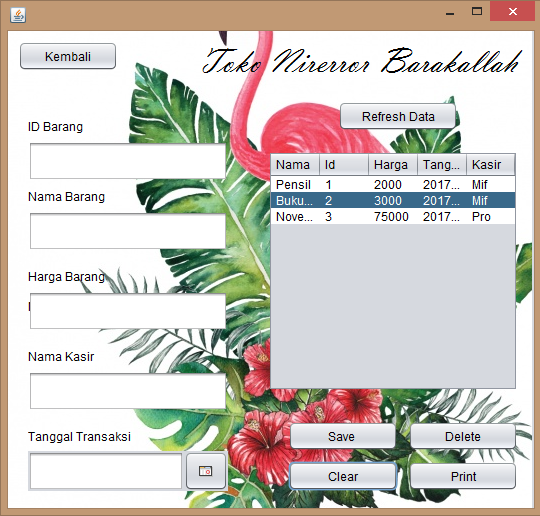 Kembali
Toko Nirerror Barakallah
Refresh Data
ID Barang
Nama Barang
Harga Barang
Nama Kasir
Tanggal Transaksi
Nama Id Harga Tang... Kasir
Pensil 1 2000 2017... Mif
Buku... 2 3000 2017... Mif
Nove... 3 75000 2017... Pro
Save Delete
Clear Print